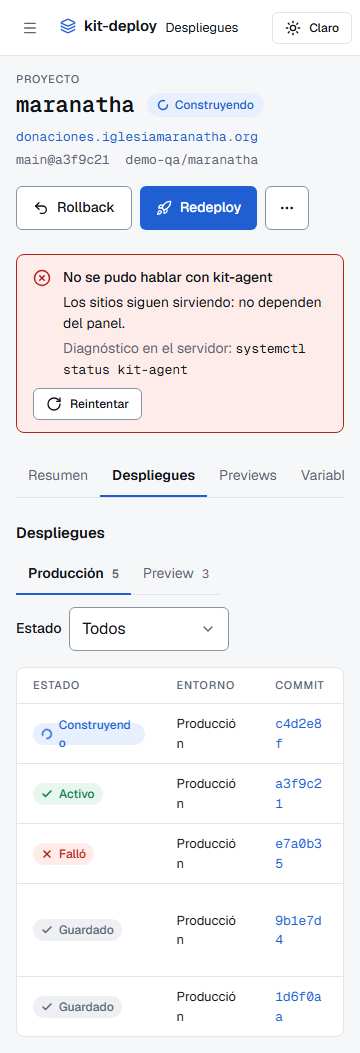 kit-deploy Despliegues Claro
PROYECTO
maranatha Construyendo
donaciones.iglesiamaranatha.org
main@a3f9c21 demo-qa/maranatha
Rollback Redeploy ...
No se pudo hablar con kit-agent
Los sitios siguen sirviendo: no dependen
del panel.
Diagnóstico en el servidor: systemctl
status kit-agent
Reintentar
Resumen Despliegues Previews Variabl
Despliegues
Producción 5 Preview 3
Estado Todos
ESTADO ENTORNO COMMIT
Construyend
o
Producció
n
c4d2e8
f
Activo
Producció
n
a3f9c2
1
Falló
Producció
n
e7a0b3
5
Guardado
Producció
n
9b1e7d
4
Guardado
Producció
n
1d6f0a
a